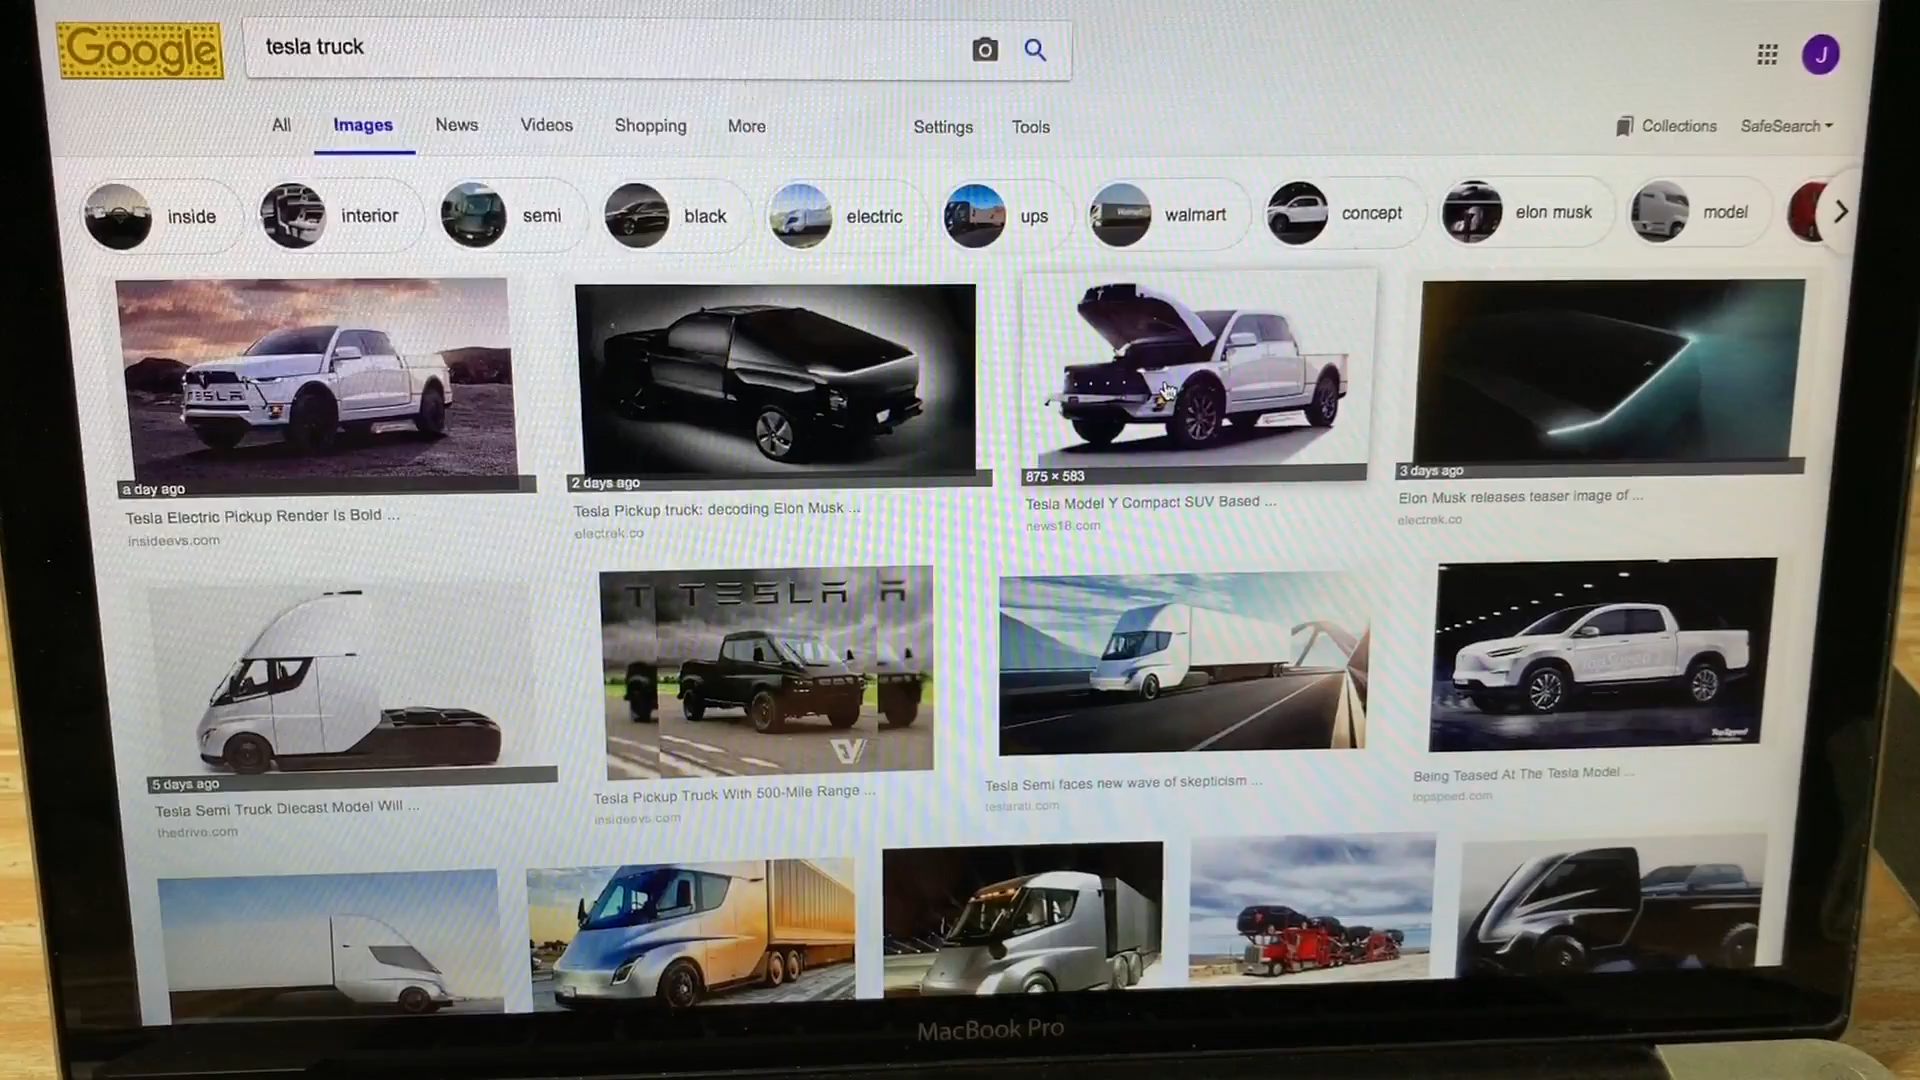 Google
tesla truck
J
All Images News Videos Shopping More Settings Tools Collections SafeSearch
inside interior semi black electric ups walmart concept elon musk model
TESLA
a day ago
Tesla Electric Pickup Render Is Bold ...
insideevs.com
2 days ago
Tesla Pickup truck: decoding Elon Musk ...
electrek.co
875 × 583
Tesla Model Y Compact SUV Based ...
news18.com
3 days ago
Elon Musk releases teaser image of ...
electrek.co
5 days ago
Tesla Semi Truck Diecast Model Will ...
thedrive.com
T TESLA A
Tesla Pickup Truck With 500-Mile Range ...
insideevs.com
Tesla Semi faces new wave of skepticism ...
teslarati.com
TopSpeed
TopSpeed
Being Teased At The Tesla Model ...
topspeed.com
MacBook Pro